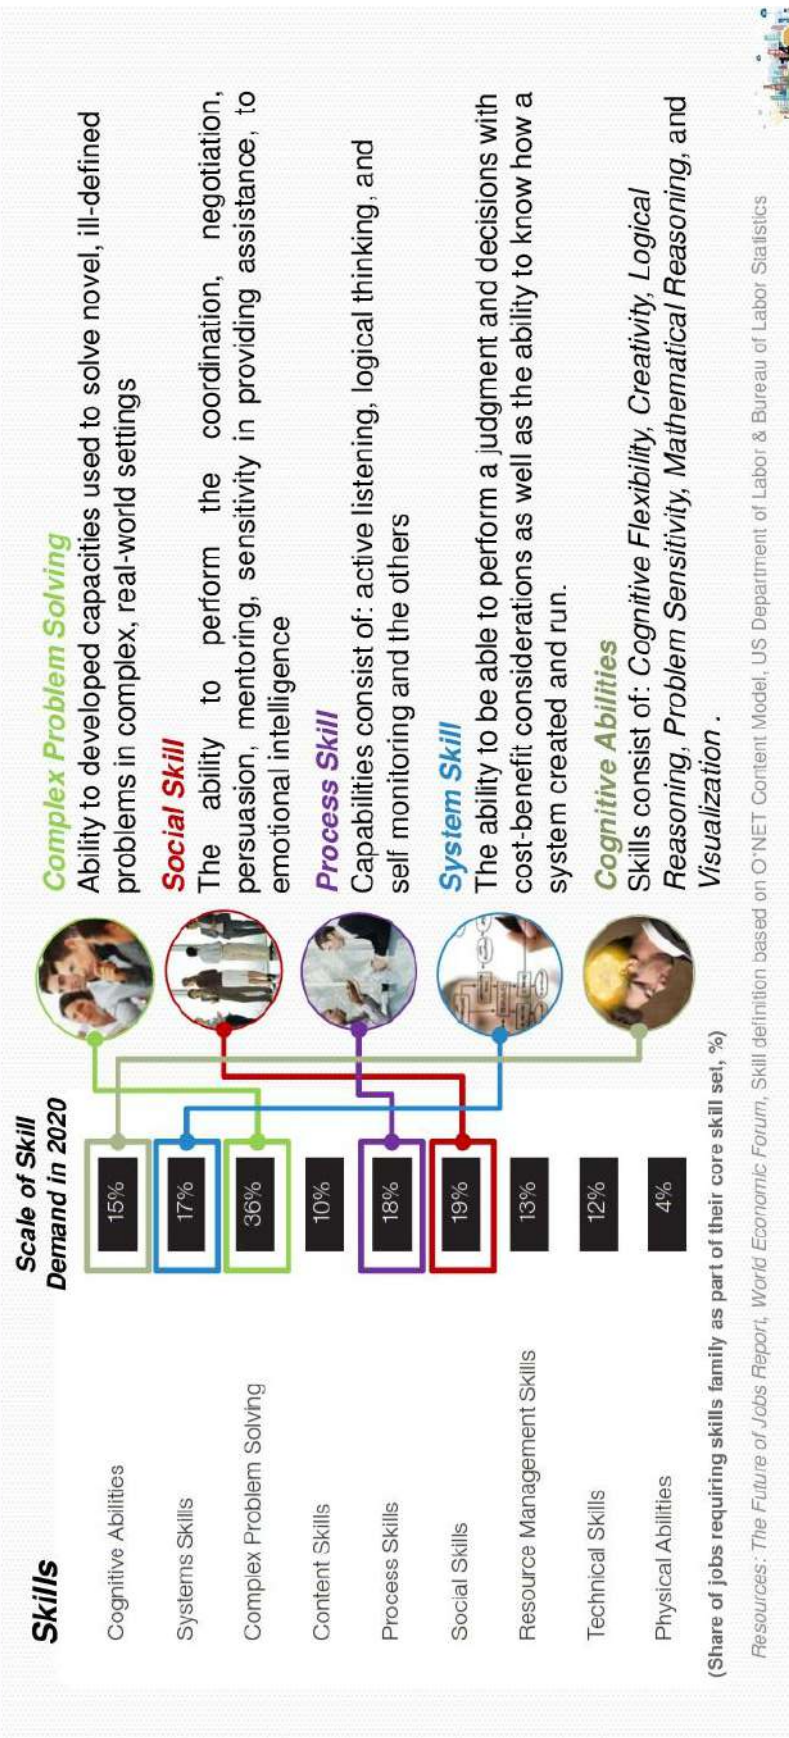 Skills
Scale of Skill
Demand in 2020
Cognitive Abilities 15%
Systems Skills 17%
Complex Problem Solving 36%
Content Skills 10%
Process Skills 18%
Social Skills 19%
Resource Management Skills 13%
Technical Skills 12%
Physical Abilities 4%
(Share of jobs requiring skills family as part of their core skill set, %)
Complex Problem Solving
Ability to developed capacities used to solve novel, ill-defined
problems in complex, real-world settings
Social Skill
The ability to perform the coordination, negotiation,
persuasion, mentoring, sensitivity in providing assistance, to
emotional intelligence
Process Skill
Capabilities consist of: active listening, logical thinking, and
self monitoring and the others
System Skill
The ability to be able to perform a judgment and decisions with
cost-benefit considerations as well as the ability to know how a
system created and run.
Cognitive Abilities
Skills consist of: Cognitive Flexibility, Creativity, Logical
Reasoning, Problem Sensitivity, Mathematical Reasoning, and
Visualization .
Resources: The Future of Jobs Report, World Economic Forum, Skill definition based on O*NET Content Model, US Department of Labor & Bureau of Labor Statistics